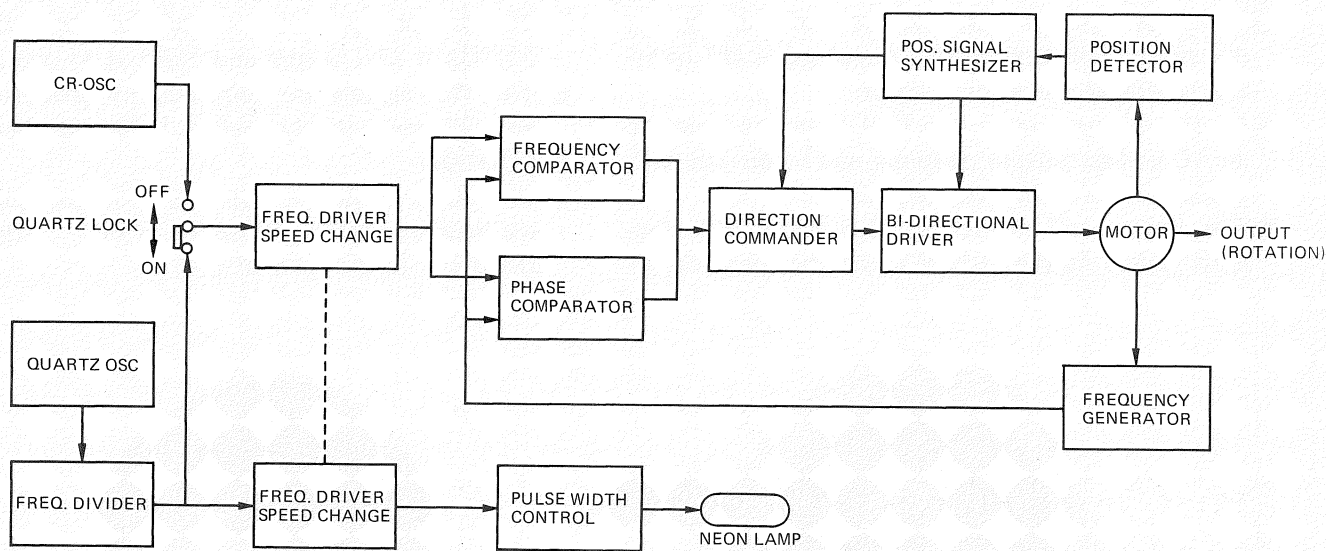 CR-OSC
OFF
QUARTZ LOCK
ON
QUARTZ OSC
FREQ. DIVIDER
FREQ. DRIVER
SPEED CHANGE
FREQ. DRIVER
SPEED CHANGE
FREQUENCY
COMPARATOR
PHASE
COMPARATOR
PULSE WIDTH
CONTROL
NEON LAMP
DIRECTION
COMMANDER
BI-DIRECTIONAL
DRIVER
POS. SIGNAL
SYNTHESIZER
POSITION
DETECTOR
MOTOR
OUTPUT
(ROTATION)
FREQUENCY
GENERATOR